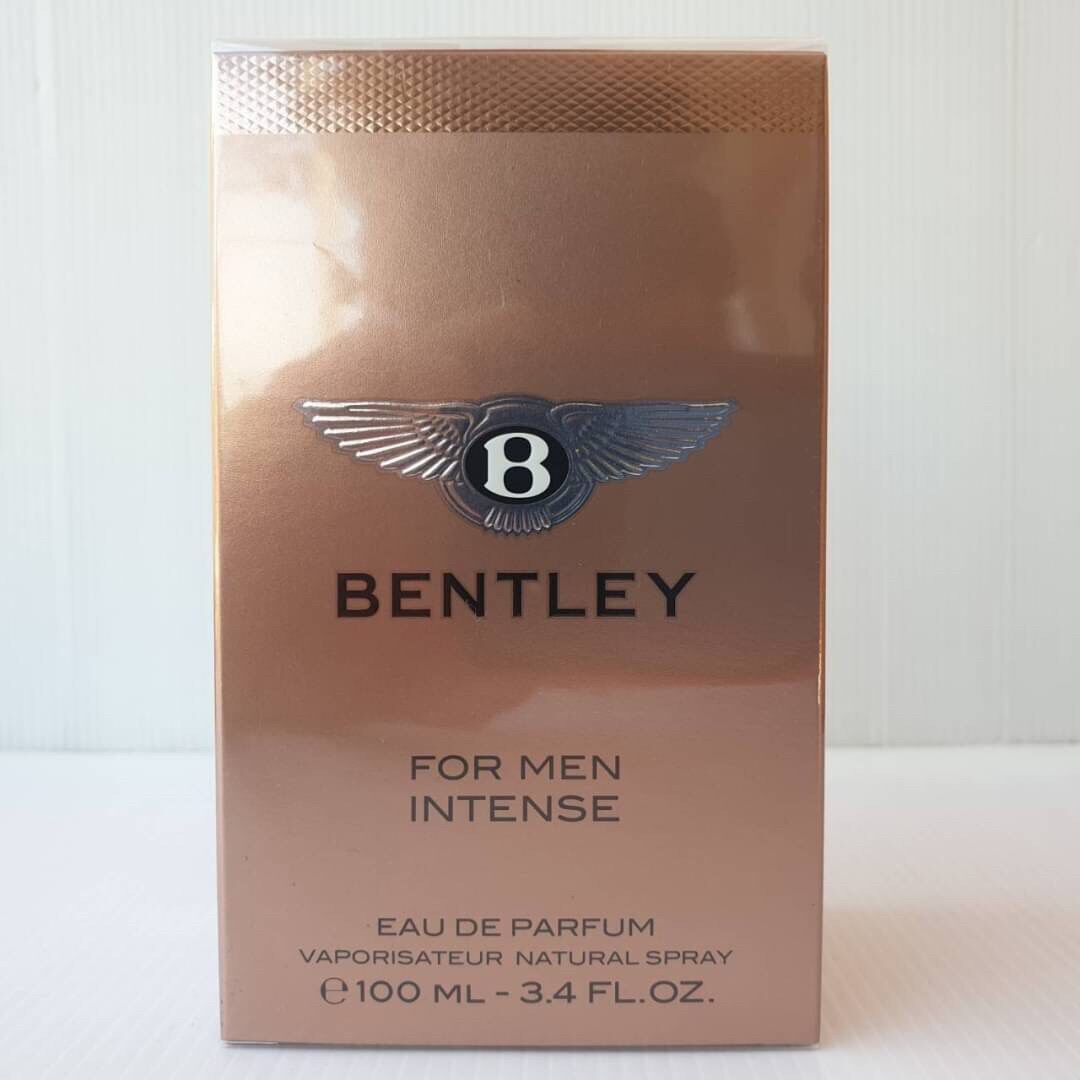 B
BENTLEY
FOR MEN
INTENSE
EAU DE PARFUM
VAPORISATEUR NATURAL SPRAY
℮100 ML - 3.4 FL.OZ.